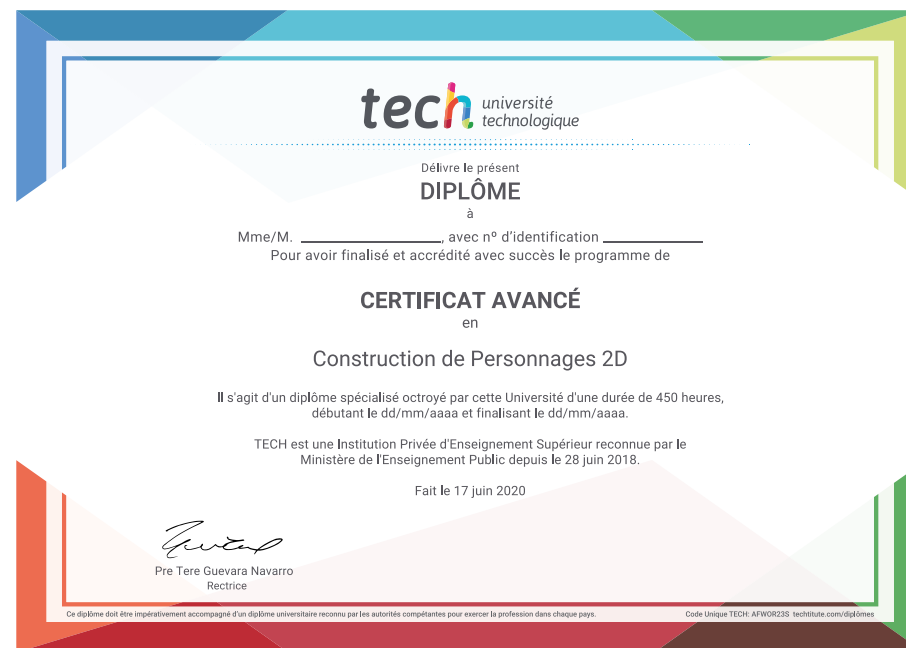 tech université
technologique
Délivre le présent
DIPLÔME
à
Mme/M. ____________________, avec nº d'identification ______________
Pour avoir finalisé et accrédité avec succès le programme de
CERTIFICAT AVANCÉ
en
Construction de Personnages 2D
Il s'agit d'un diplôme spécialisé octroyé par cette Université d'une durée de 450 heures,
débutant le dd/mm/aaaa et finalisant le dd/mm/aaaa.
TECH est une Institution Privée d'Enseignement Supérieur reconnue par le
Ministère de l'Enseignement Public depuis le 28 juin 2018.
Fait le 17 juin 2020
Pre Tere Guevara Navarro
Rectrice
Ce diplôme doit être impérativement accompagné d'un diplôme universitaire reconnu par les autorités compétentes pour exercer la profession dans chaque pays.
Code Unique TECH: AFWOR23S techtitute.com/diplômes